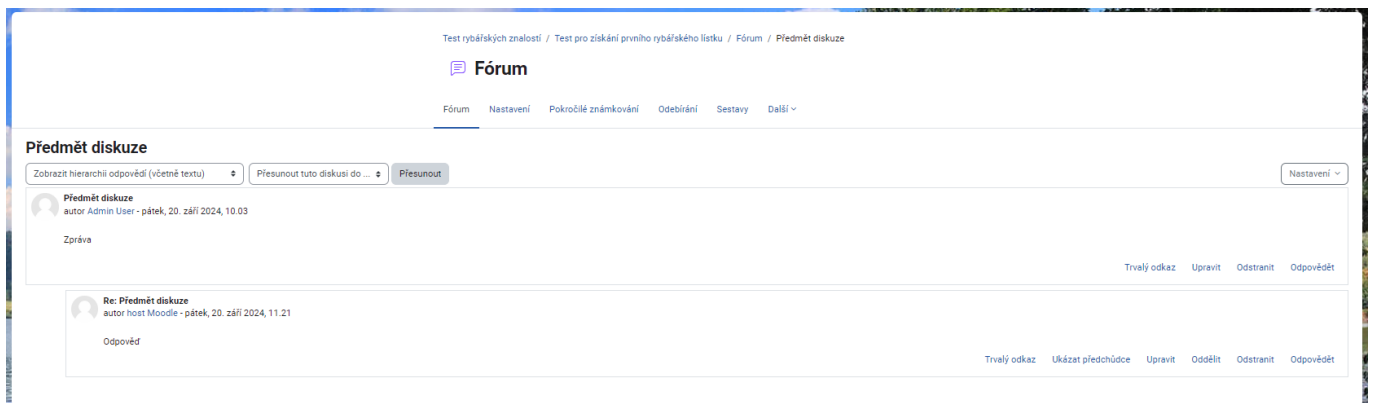 Test rybářských znalostí / Test pro získání prvního rybářského lístku / Fórum / Předmět diskuze
Fórum
Fórum Nastavení Pokročilé známkování Odebírání Sestavy Další
Předmět diskuze
Zobrazit hierarchii odpovědí (včetně textu) Přesunout tuto diskusi do ... Přesunout Nastavení
Předmět diskuze
autor Admin User - pátek, 20. září 2024, 10.03
Zpráva
Trvalý odkaz Upravit Odstranit Odpovědět
Re: Předmět diskuze
autor host Moodle - pátek, 20. září 2024, 11.21
Odpověď
Trvalý odkaz Ukázat předchůdce Upravit Oddělit Odstranit Odpovědět